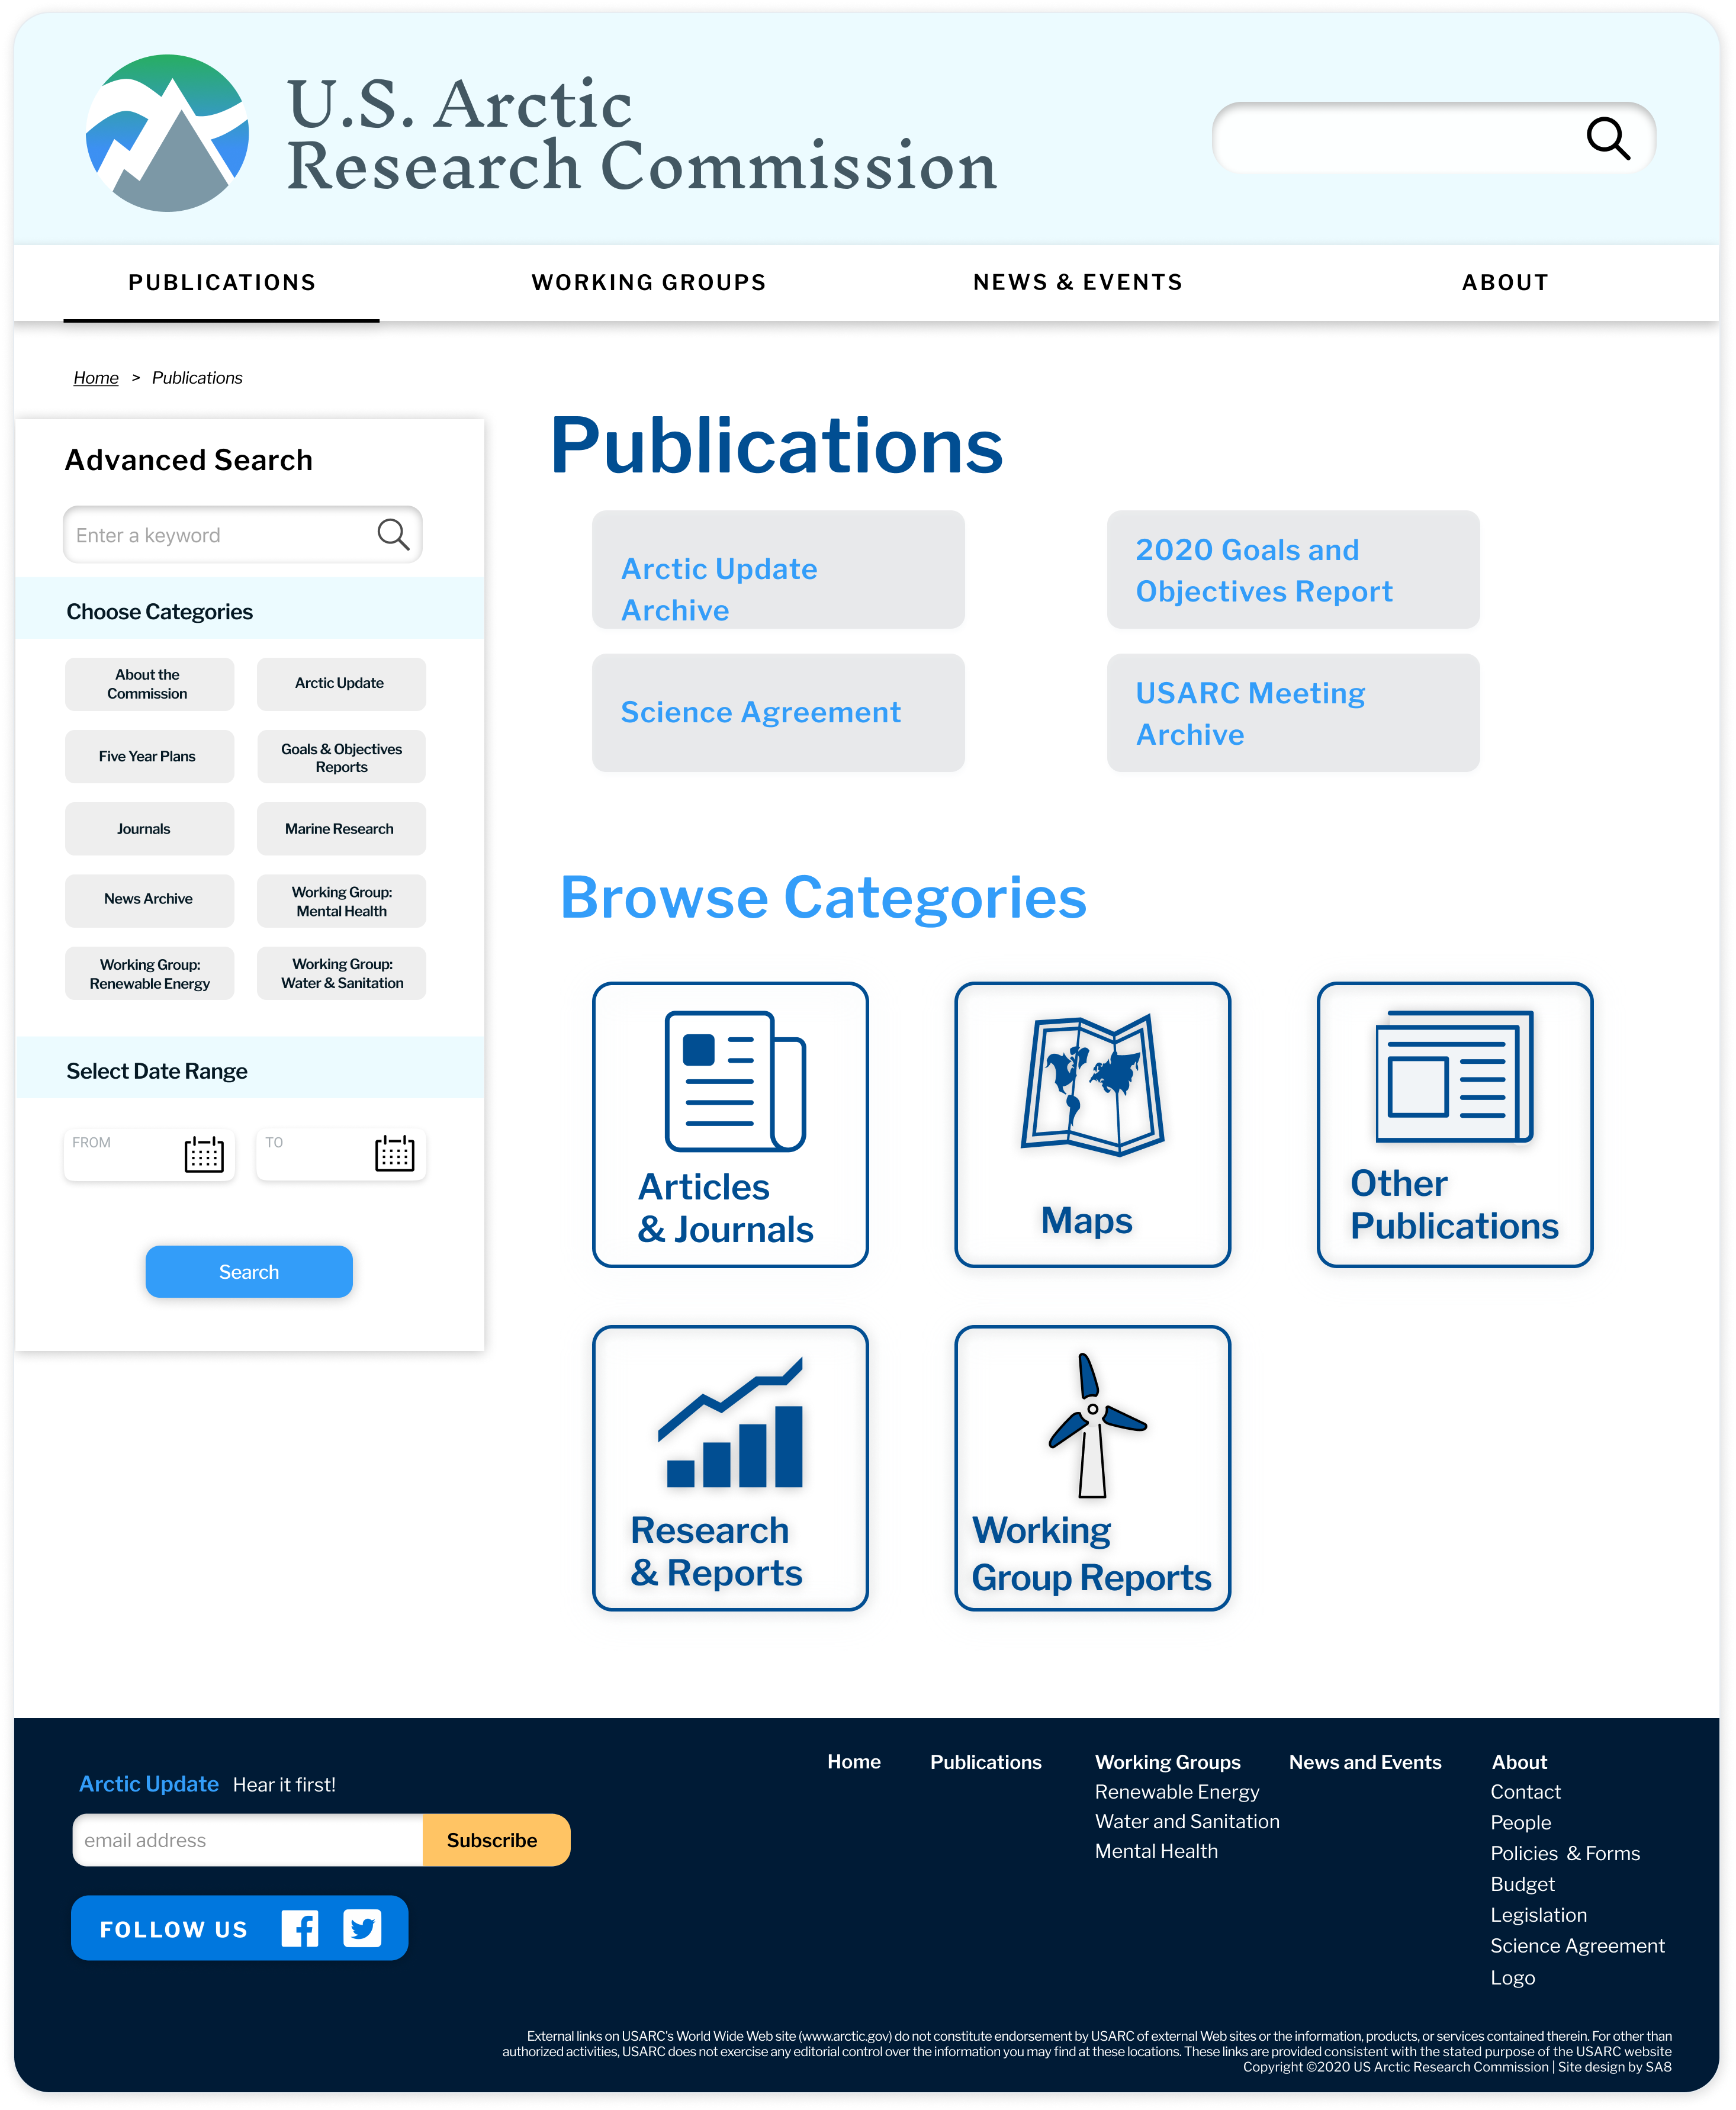 U.S. Arctic
Research Commission
PUBLICATIONS
WORKING GROUPS
NEWS & EVENTS
ABOUT
Home > Publications
Advanced Search
Enter a keyword
Choose Categories
About the
Commission
Arctic Update
Five Year Plans
Goals & Objectives
Reports
Journals
Marine Research
News Archive
Working Group:
Mental Health
Working Group:
Renewable Energy
Working Group:
Water & Sanitation
Select Date Range
FROM
TO
Search
Publications
Arctic Update
Archive
2020 Goals and
Objectives Report
Science Agreement
USARC Meeting
Archive
Browse Categories
Articles
& Journals
Maps
Other
Publications
Research
& Reports
Working
Group Reports
Arctic Update Hear it first!
email address
Subscribe
FOLLOW US
Home
Publications
Working Groups
Renewable Energy
Water and Sanitation
Mental Health
News and Events
About
Contact
People
Policies & Forms
Budget
Legislation
Science Agreement
Logo
External links on USARC's World Wide Web site (www.arctic.gov) do not constitute endorsement by USARC of external Web sites or the information, products, or services contained therein. For other than
authorized activities, USARC does not exercise any editorial control over the information you may find at these locations. These links are provided consistent with the stated purpose of the USARC website
Copyright ©2020 US Arctic Research Commission | Site design by SA8